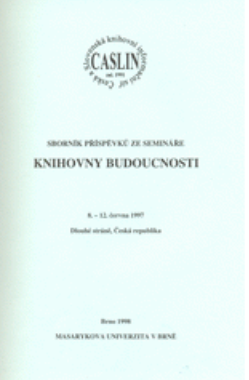 Česká a Slovenská knihovní informační síť
CASLIN
est. 1991
SBORNÍK PŘÍSPĚVKŮ ZE SEMINÁŘE
KNIHOVNY BUDOUCNOSTI
8. – 12. června 1997
Dlouhé stráně, Česká republika
Brno 1998
MASARYKOVA UNIVERZITA V BRNĚ